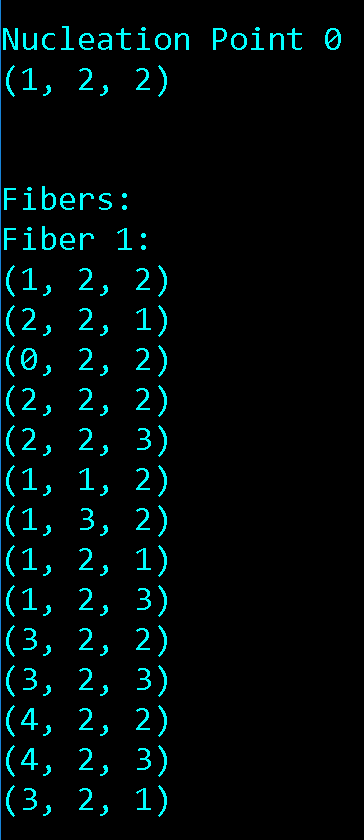 Nucleation Point 0
(1, 2, 2)
Fibers:
Fiber 1:
(1, 2, 2)
(2, 2, 1)
(0, 2, 2)
(2, 2, 2)
(2, 2, 3)
(1, 1, 2)
(1, 3, 2)
(1, 2, 1)
(1, 2, 3)
(3, 2, 2)
(3, 2, 3)
(4, 2, 2)
(4, 2, 3)
(3, 2, 1)